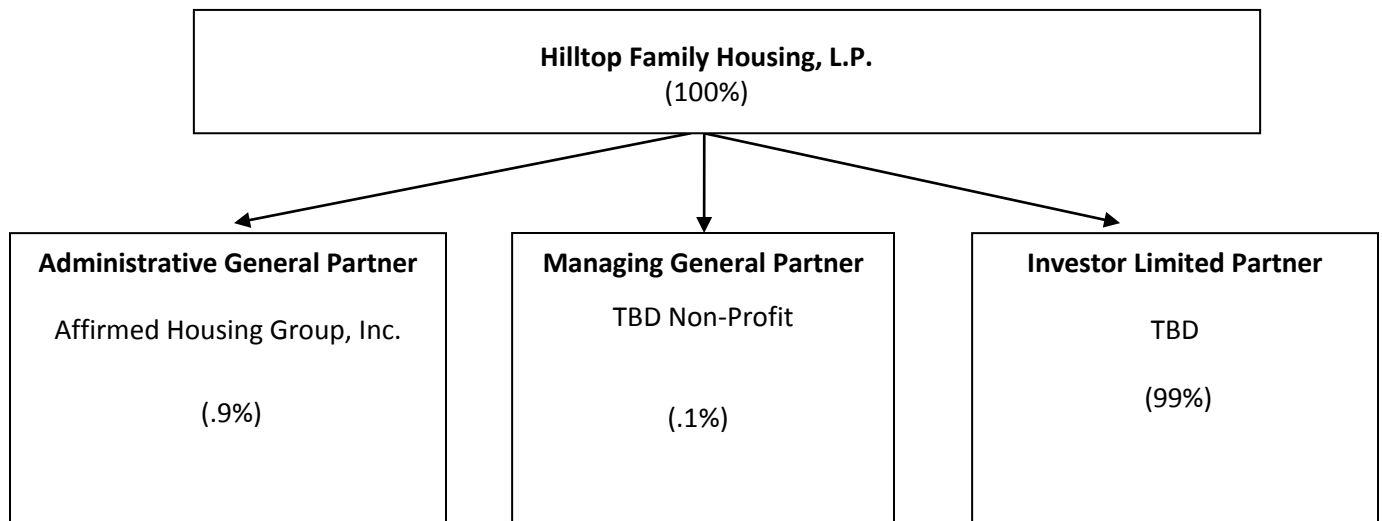 Hilltop Family Housing, L.P.
(100%)
Administrative General Partner
Affirmed Housing Group, Inc.
(.9%)
Managing General Partner
TBD Non-Profit
(.1%)
Investor Limited Partner
TBD
(99%)